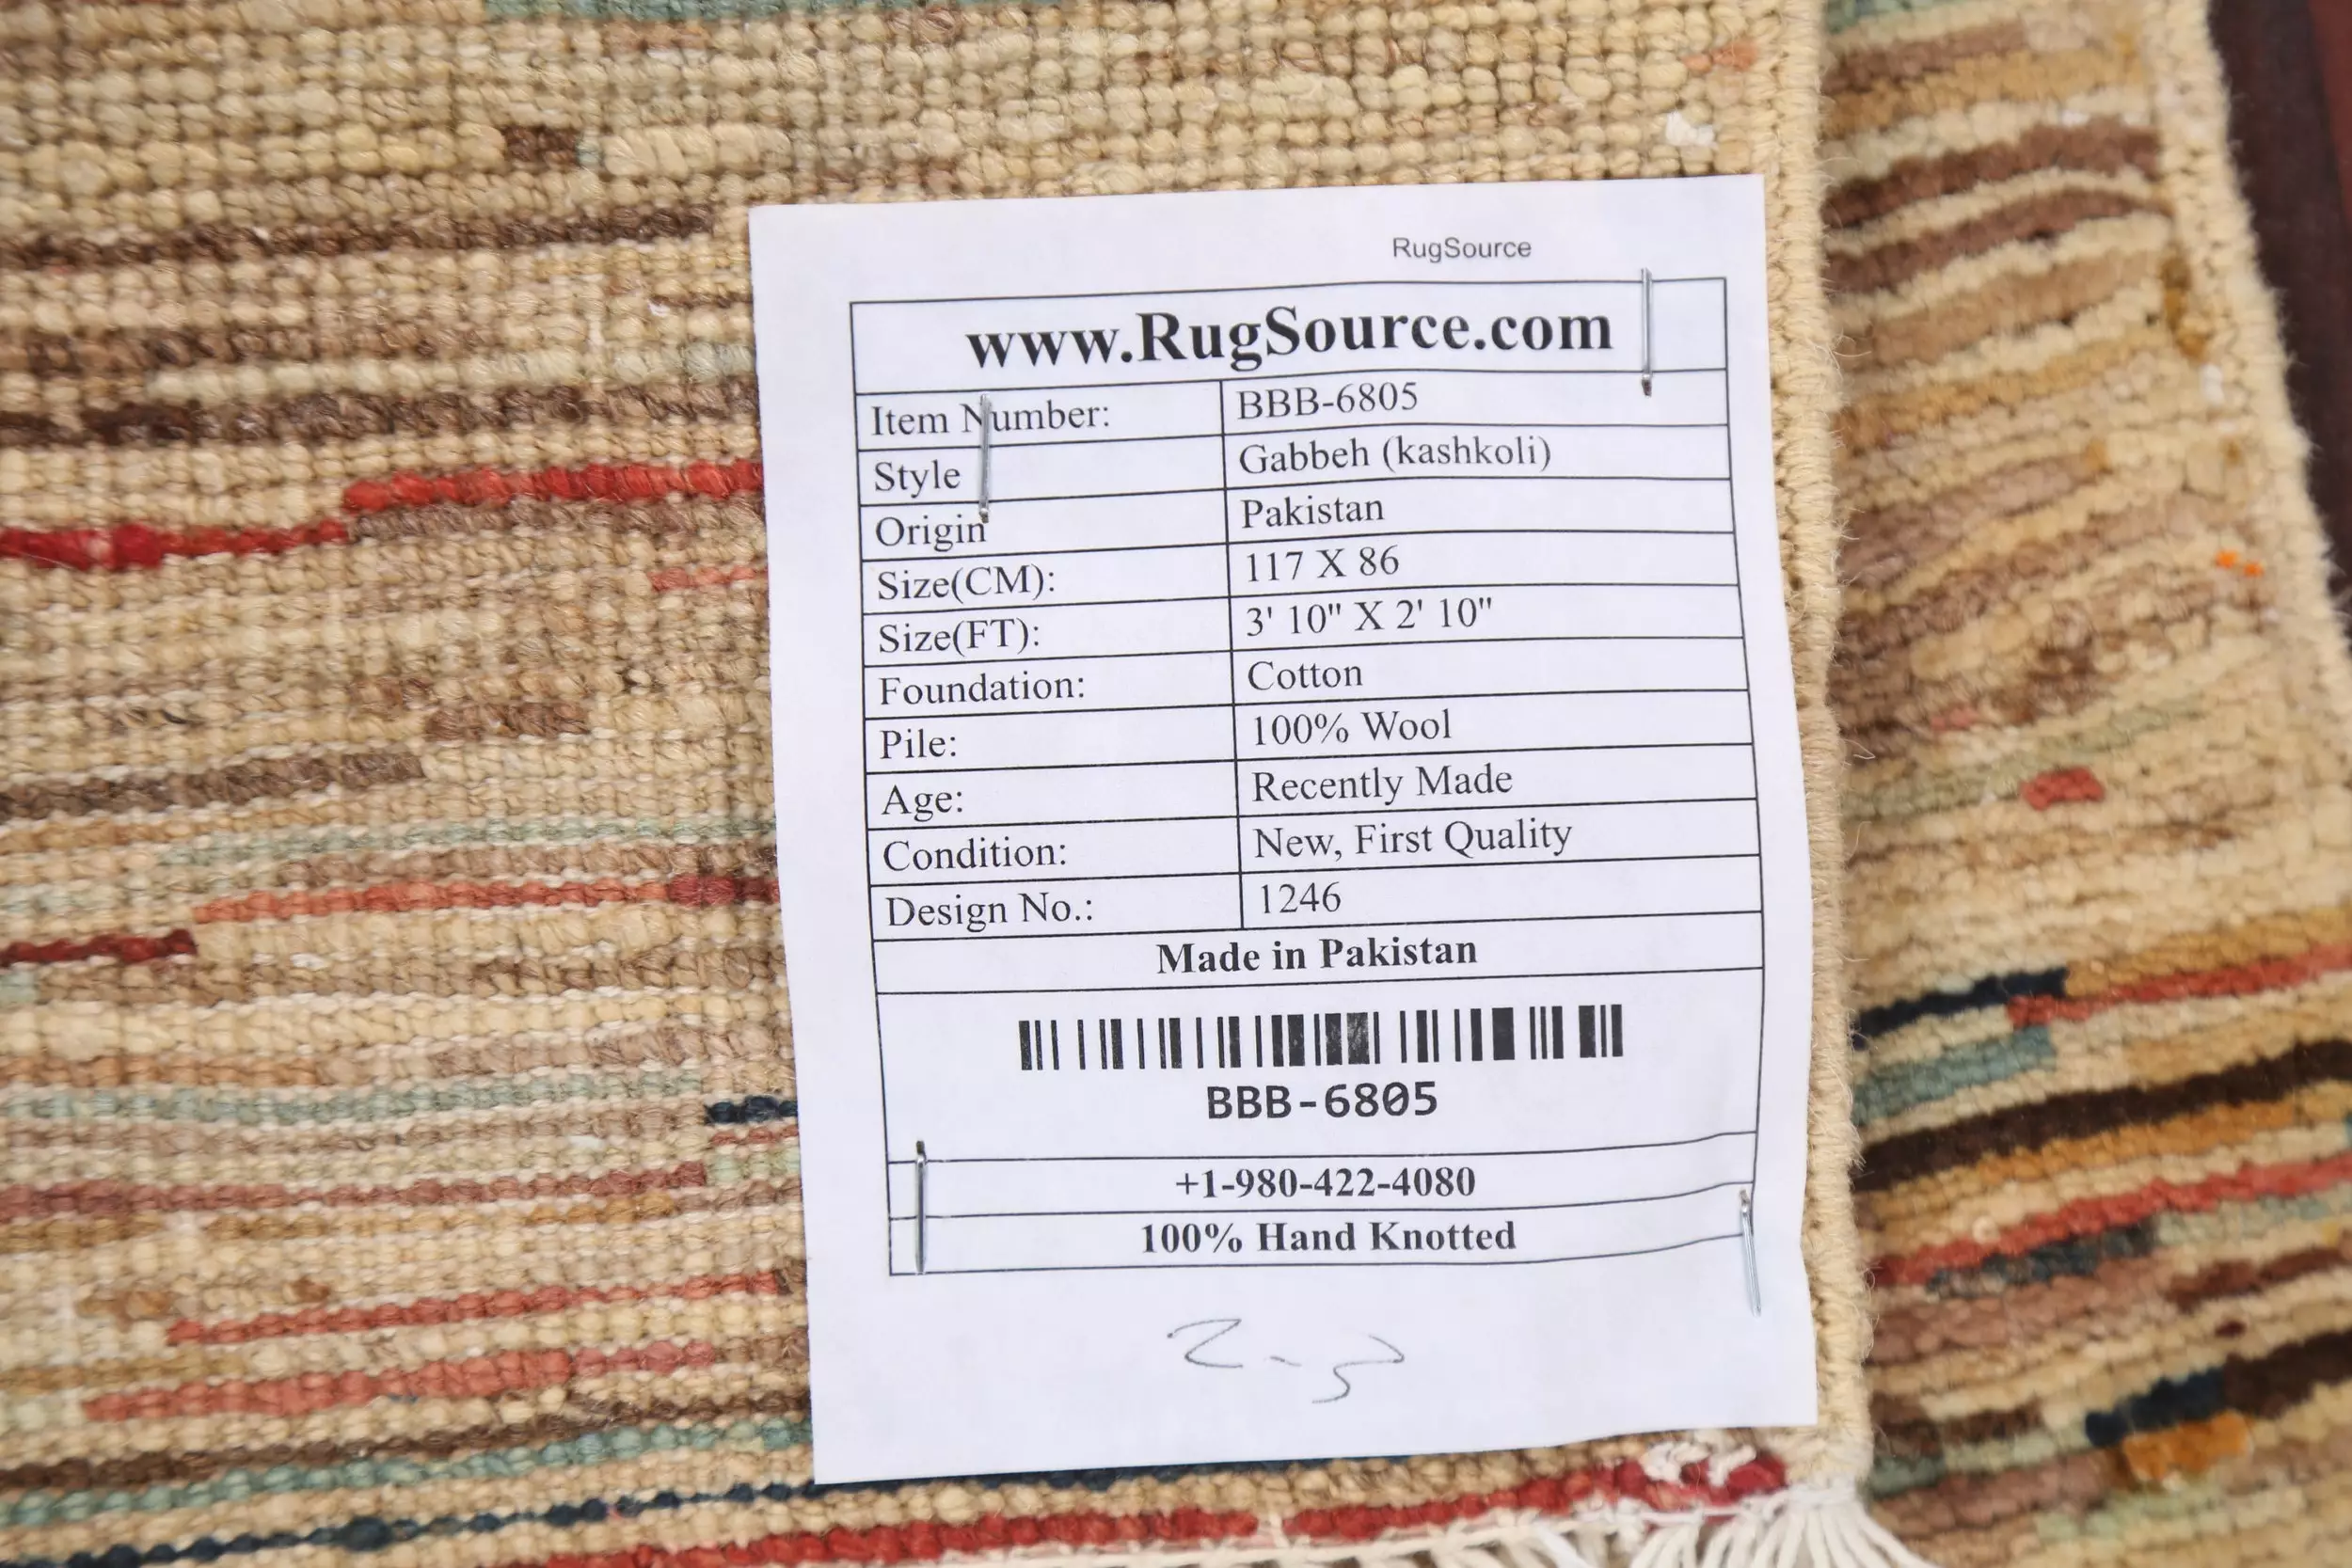 RugSource
www.RugSource.com
Item Number: BBB-6805
Style Gabbeh (kashkoli)
Origin Pakistan
Size(CM): 117 X 86
Size(FT): 3' 10" X 2' 10"
Foundation: Cotton
Pile: 100% Wool
Age: Recently Made
Condition: New, First Quality
Design No.: 1246
Made in Pakistan
BBB-6805
+1-980-422-4080
100% Hand Knotted
2-3